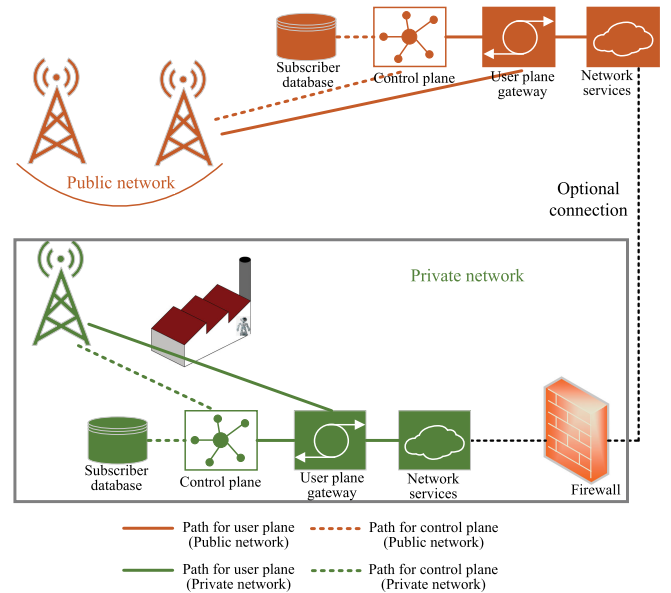 Subscriber
database
Control plane
User plane
gateway
Network
services
Public network
Optional
connection
Private network
Subscriber
database
Control plane
User plane
gateway
Network
services
Firewall
Path for user plane
(Public network)
Path for control plane
(Public network)
Path for user plane
(Private network)
Path for control plane
(Private network)